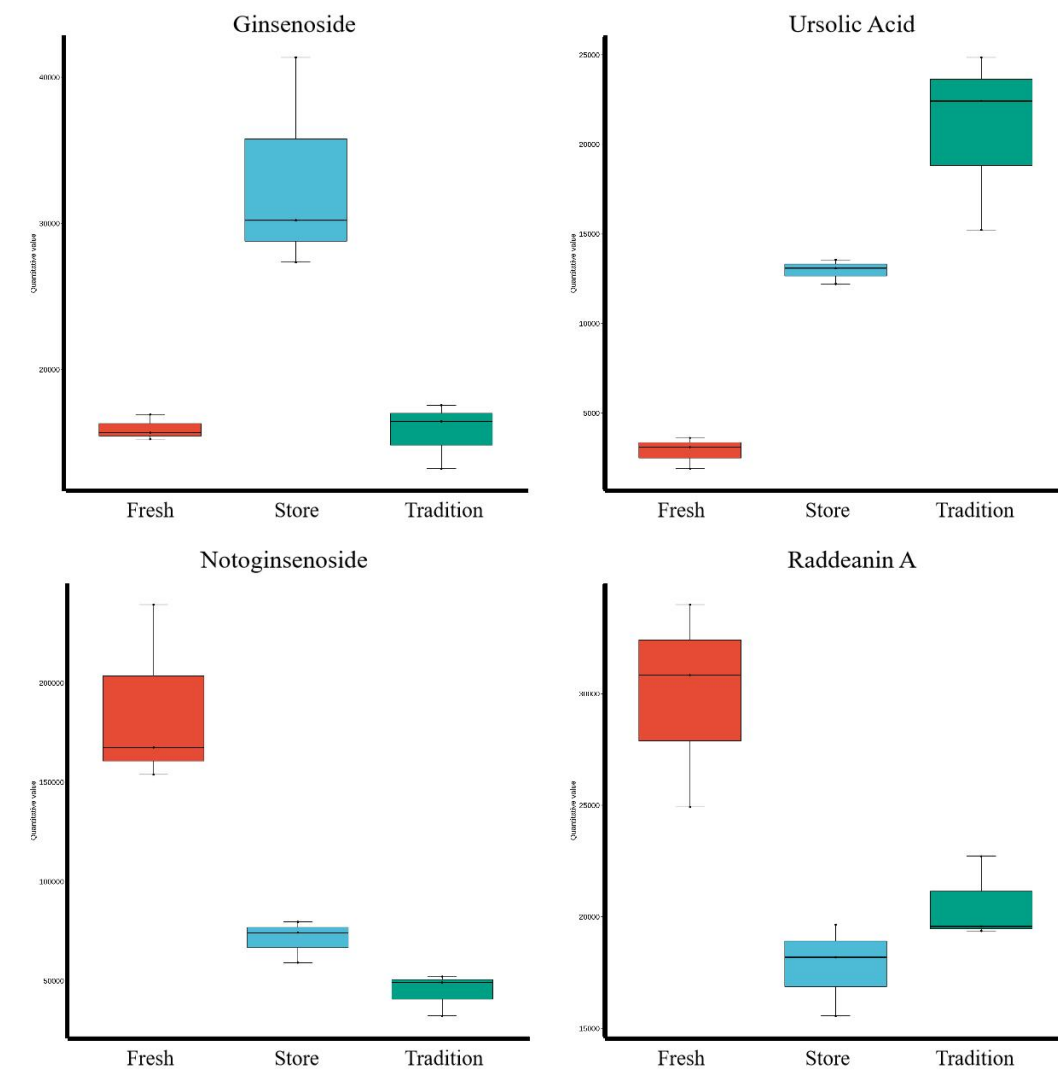 Ginsenoside
40000
30000
20000
Quantitative value
Fresh Store Tradition
Ursolic Acid
25000
20000
15000
10000
5000
Quantitative value
Fresh Store Tradition
Notoginsenoside
200000
150000
100000
50000
Quantitative value
Fresh Store Tradition
Raddeanin A
30000
25000
20000
15000
Quantitative value
Fresh Store Tradition